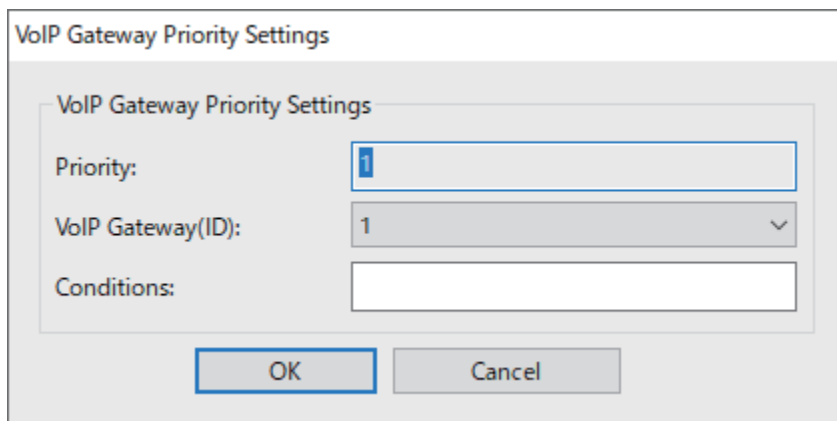 VoIP Gateway Priority Settings
VoIP Gateway Priority Settings
Priority: 1
VoIP Gateway(ID): 1
Conditions:
OK Cancel